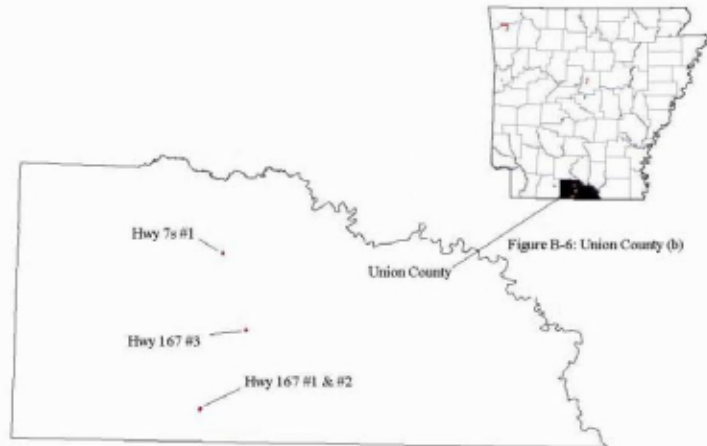 Hwy 7s #1
Figure B-6: Union County (b)
Union County
Hwy 167 #3
Hwy 167 #1 & #2